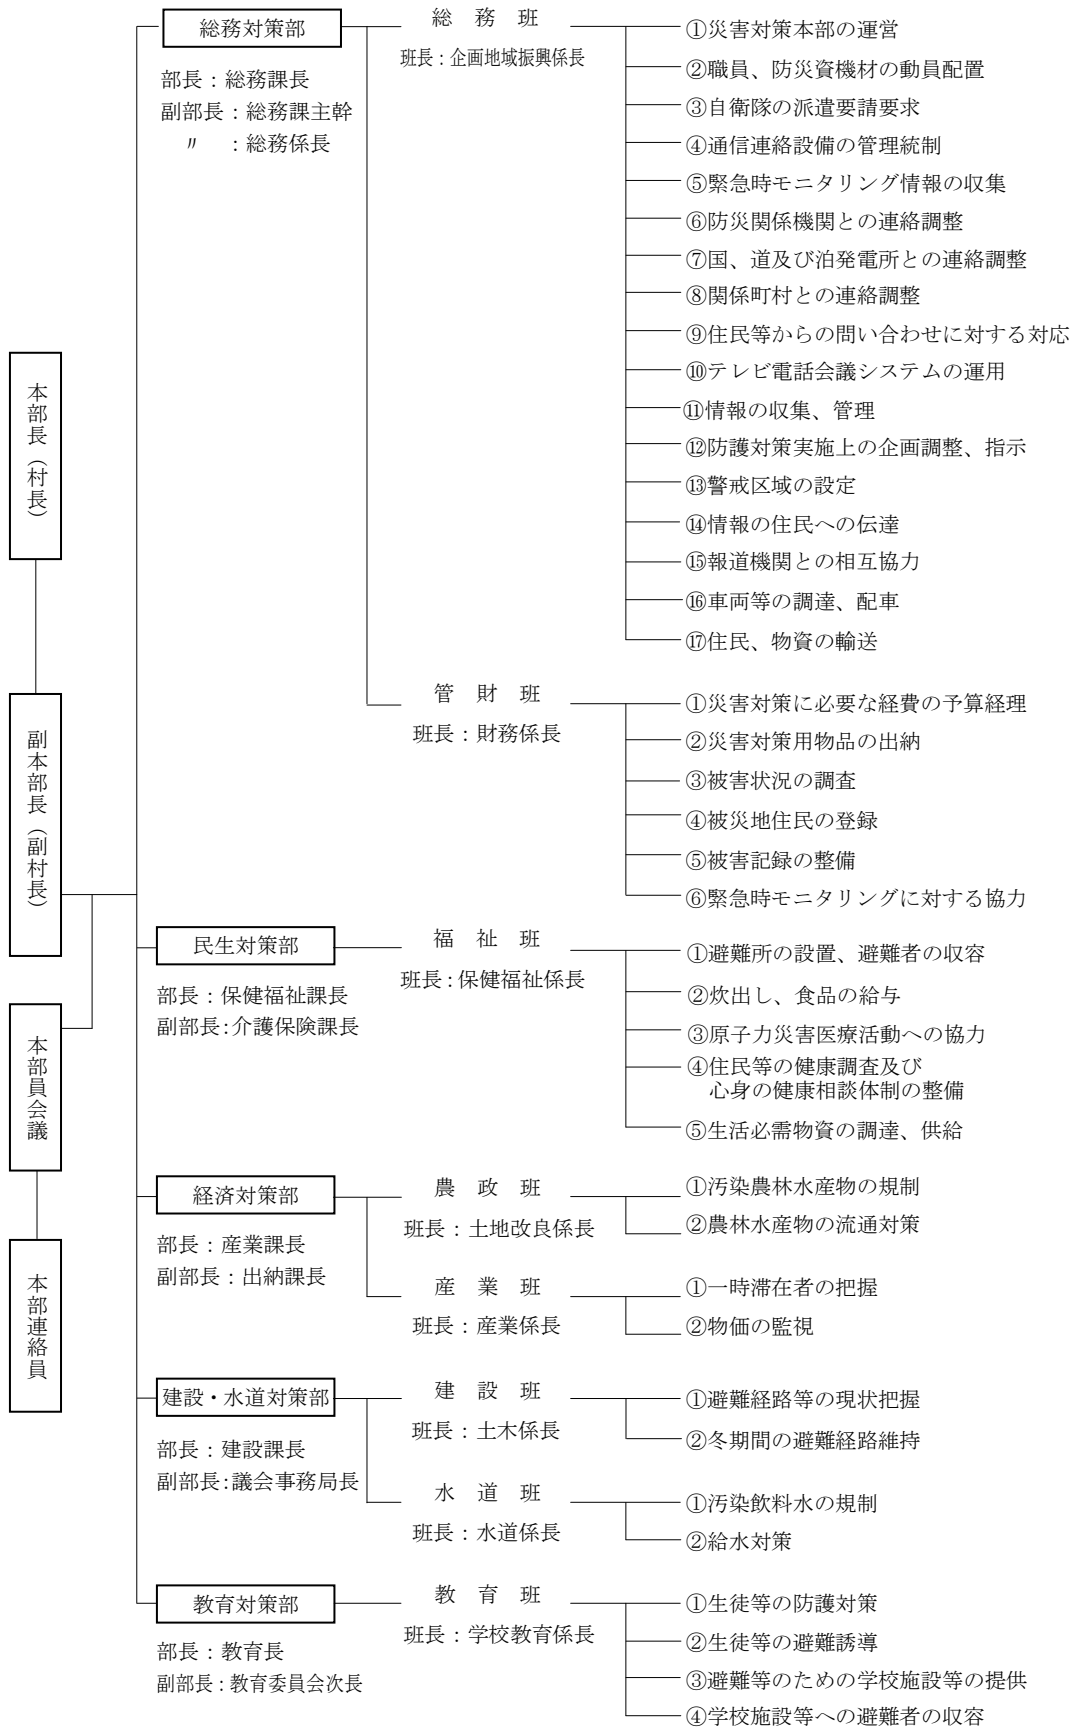 本部長（村長）
副本部長（副村長）
本部員会議
本部連絡員
総務対策部
部長：総務課長
副部長：総務課主幹
〃　：総務係長
総　務　班
班長：企画地域振興係長
①災害対策本部の運営
②職員、防災資機材の動員配置
③自衛隊の派遣要請要求
④通信連絡設備の管理統制
⑤緊急時モニタリング情報の収集
⑥防災関係機関との連絡調整
⑦国、道及び泊発電所との連絡調整
⑧関係町村との連絡調整
⑨住民等からの問い合わせに対する対応
⑩テレビ電話会議システムの運用
⑪情報の収集、管理
⑫防護対策実施上の企画調整、指示
⑬警戒区域の設定
⑭情報の住民への伝達
⑮報道機関との相互協力
⑯車両等の調達、配車
⑰住民、物資の輸送
管　財　班
班長：財務係長
①災害対策に必要な経費の予算経理
②災害対策用物品の出納
③被害状況の調査
④被災地住民の登録
⑤被害記録の整備
⑥緊急時モニタリングに対する協力
民生対策部
部長：保健福祉課長
副部長：介護保険課長
福　祉　班
班長：保健福祉係長
①避難所の設置、避難者の収容
②炊出し、食品の給与
③原子力災害医療活動への協力
④住民等の健康調査及び
心身の健康相談体制の整備
⑤生活必需物資の調達、供給
経済対策部
部長：産業課長
副部長：出納課長
農　政　班
班長：土地改良係長
①汚染農林水産物の規制
②農林水産物の流通対策
産　業　班
班長：産業係長
①一時滞在者の把握
②物価の監視
建設・水道対策部
部長：建設課長
副部長：議会事務局長
建　設　班
班長：土木係長
①避難経路等の現状把握
②冬期間の避難経路維持
水　道　班
班長：水道係長
①汚染飲料水の規制
②給水対策
教育対策部
部長：教育長
副部長：教育委員会次長
教　育　班
班長：学校教育係長
①生徒等の防護対策
②生徒等の避難誘導
③避難等のための学校施設等の提供
④学校施設等への避難者の収容